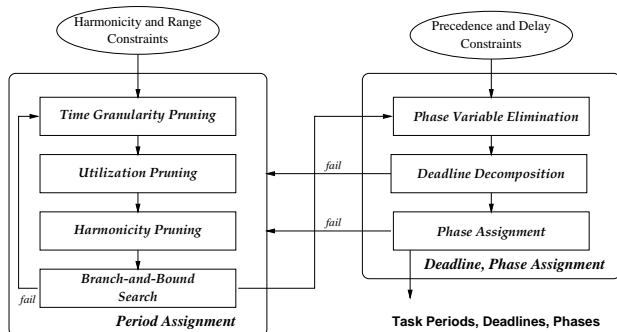 Harmonicity and Range
Constraints
Precedence and Delay
Constraints
Time Granularity Pruning
Utilization Pruning
Harmonicity Pruning
Branch-and-Bound
Search
fail
Period Assignment
fail
fail
Phase Variable Elimination
Deadline Decomposition
Phase Assignment
Deadline, Phase Assignment
Task Periods, Deadlines, Phases